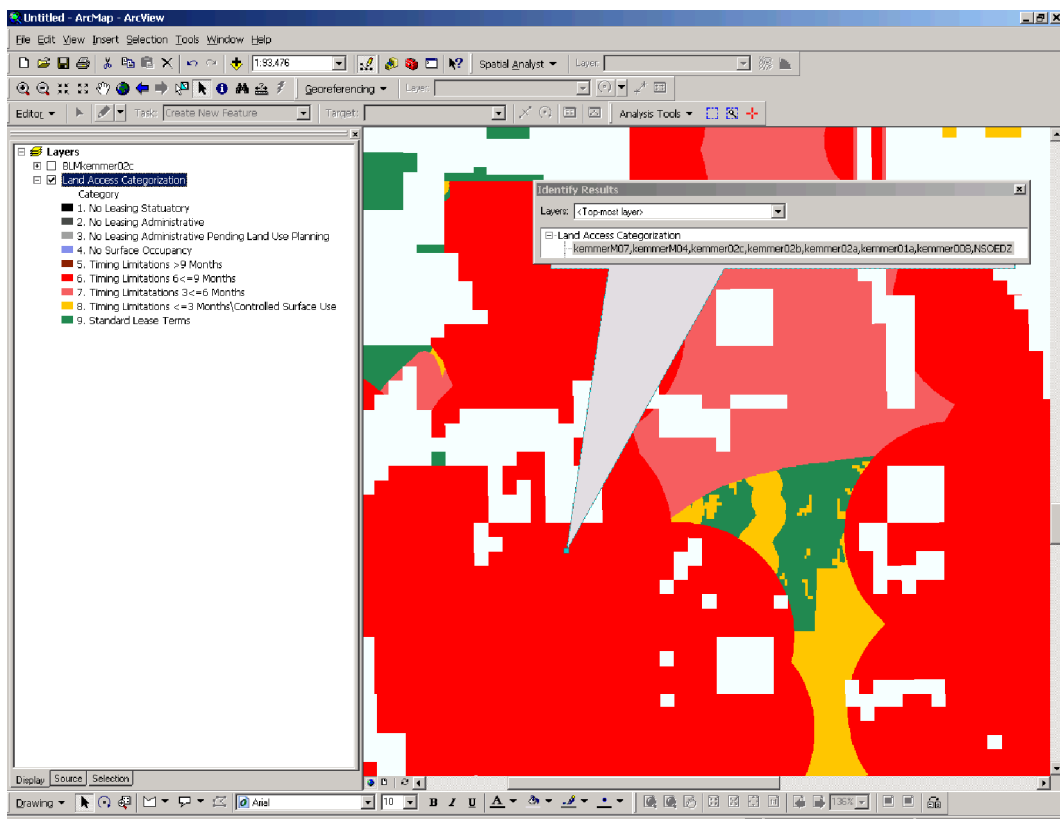 Untitled - ArcMap - ArcView
File Edit View Insert Selection Tools Window Help
1:93,476 Spatial Analyst Layer:
Georeferencing Layer:
Editor Task: Create New Feature Target: Analysis Tools
Layers
BLMkemmer02c
Land Access Categorization
Category
1. No Leasing Statuatory
2. No Leasing Administrative
3. No Leasing Administrative Pending Land Use Planning
4. No Surface Occupancy
5. Timing Limitations >9 Months
6. Timing Limitations 6<=9 Months
7. Timing Limitatations 3<=6 Months
8. Timing Limitations <=3 Months\Controlled Surface Use
9. Standard Lease Terms
Identify Results
Layers: <Top-most layer>
Land Access Categorization
kemmerM07,kemmerM04,kemmer02c,kemmer02b,kemmer02a,kemmer01a,kemmer008,NSOEDZ
Display Source Selection
Drawing Arial 10 B I U A 136%